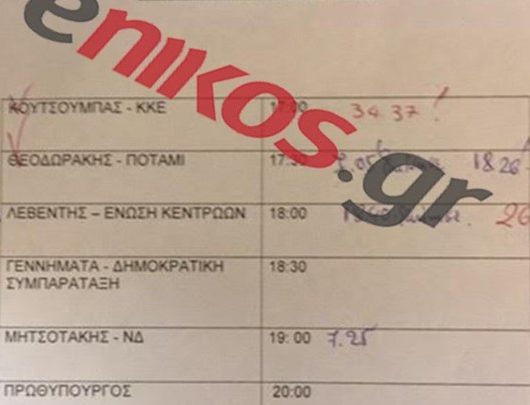 enikos.gr
ΚΟΥΤΣΟΥΜΠΑΣ - ΚΚΕ 17:00 34 37 !
ΘΕΟΔΩΡΑΚΗΣ - ΠΟΤΑΜΙ 17:30 18.26
ΛΕΒΕΝΤΗΣ – ΕΝΩΣΗ ΚΕΝΤΡΩΩΝ 18:00 26
ΓΕΝΝΗΜΑΤΑ - ΔΗΜΟΚΡΑΤΙΚΗ 18:30
ΣΥΜΠΑΡΑΤΑΞΗ
ΜΗΤΣΟΤΑΚΗΣ - ΝΔ 19: 00 7.25
ΠΡΩΘΥΠΟΥΡΓΟΣ 20:00